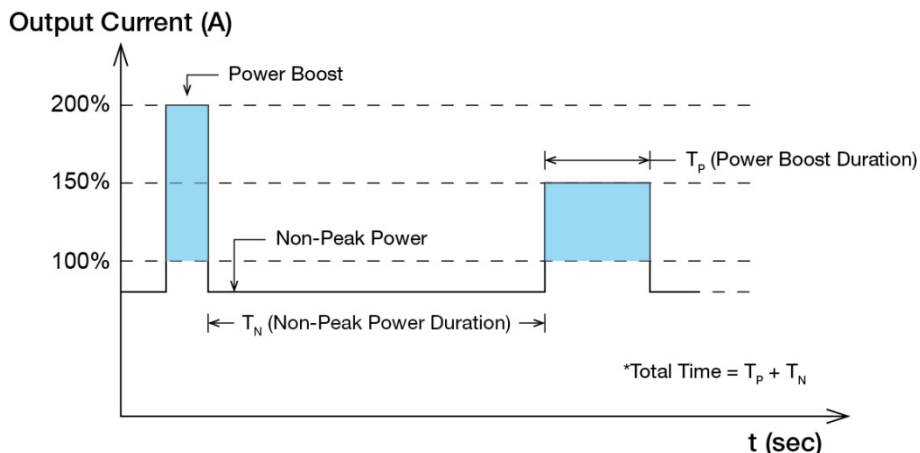 Output Current (A)
Power Boost
200%
T_P (Power Boost Duration)
150%
Non-Peak Power
100%
T_N (Non-Peak Power Duration)
*Total Time = T_P + T_N
t (sec)